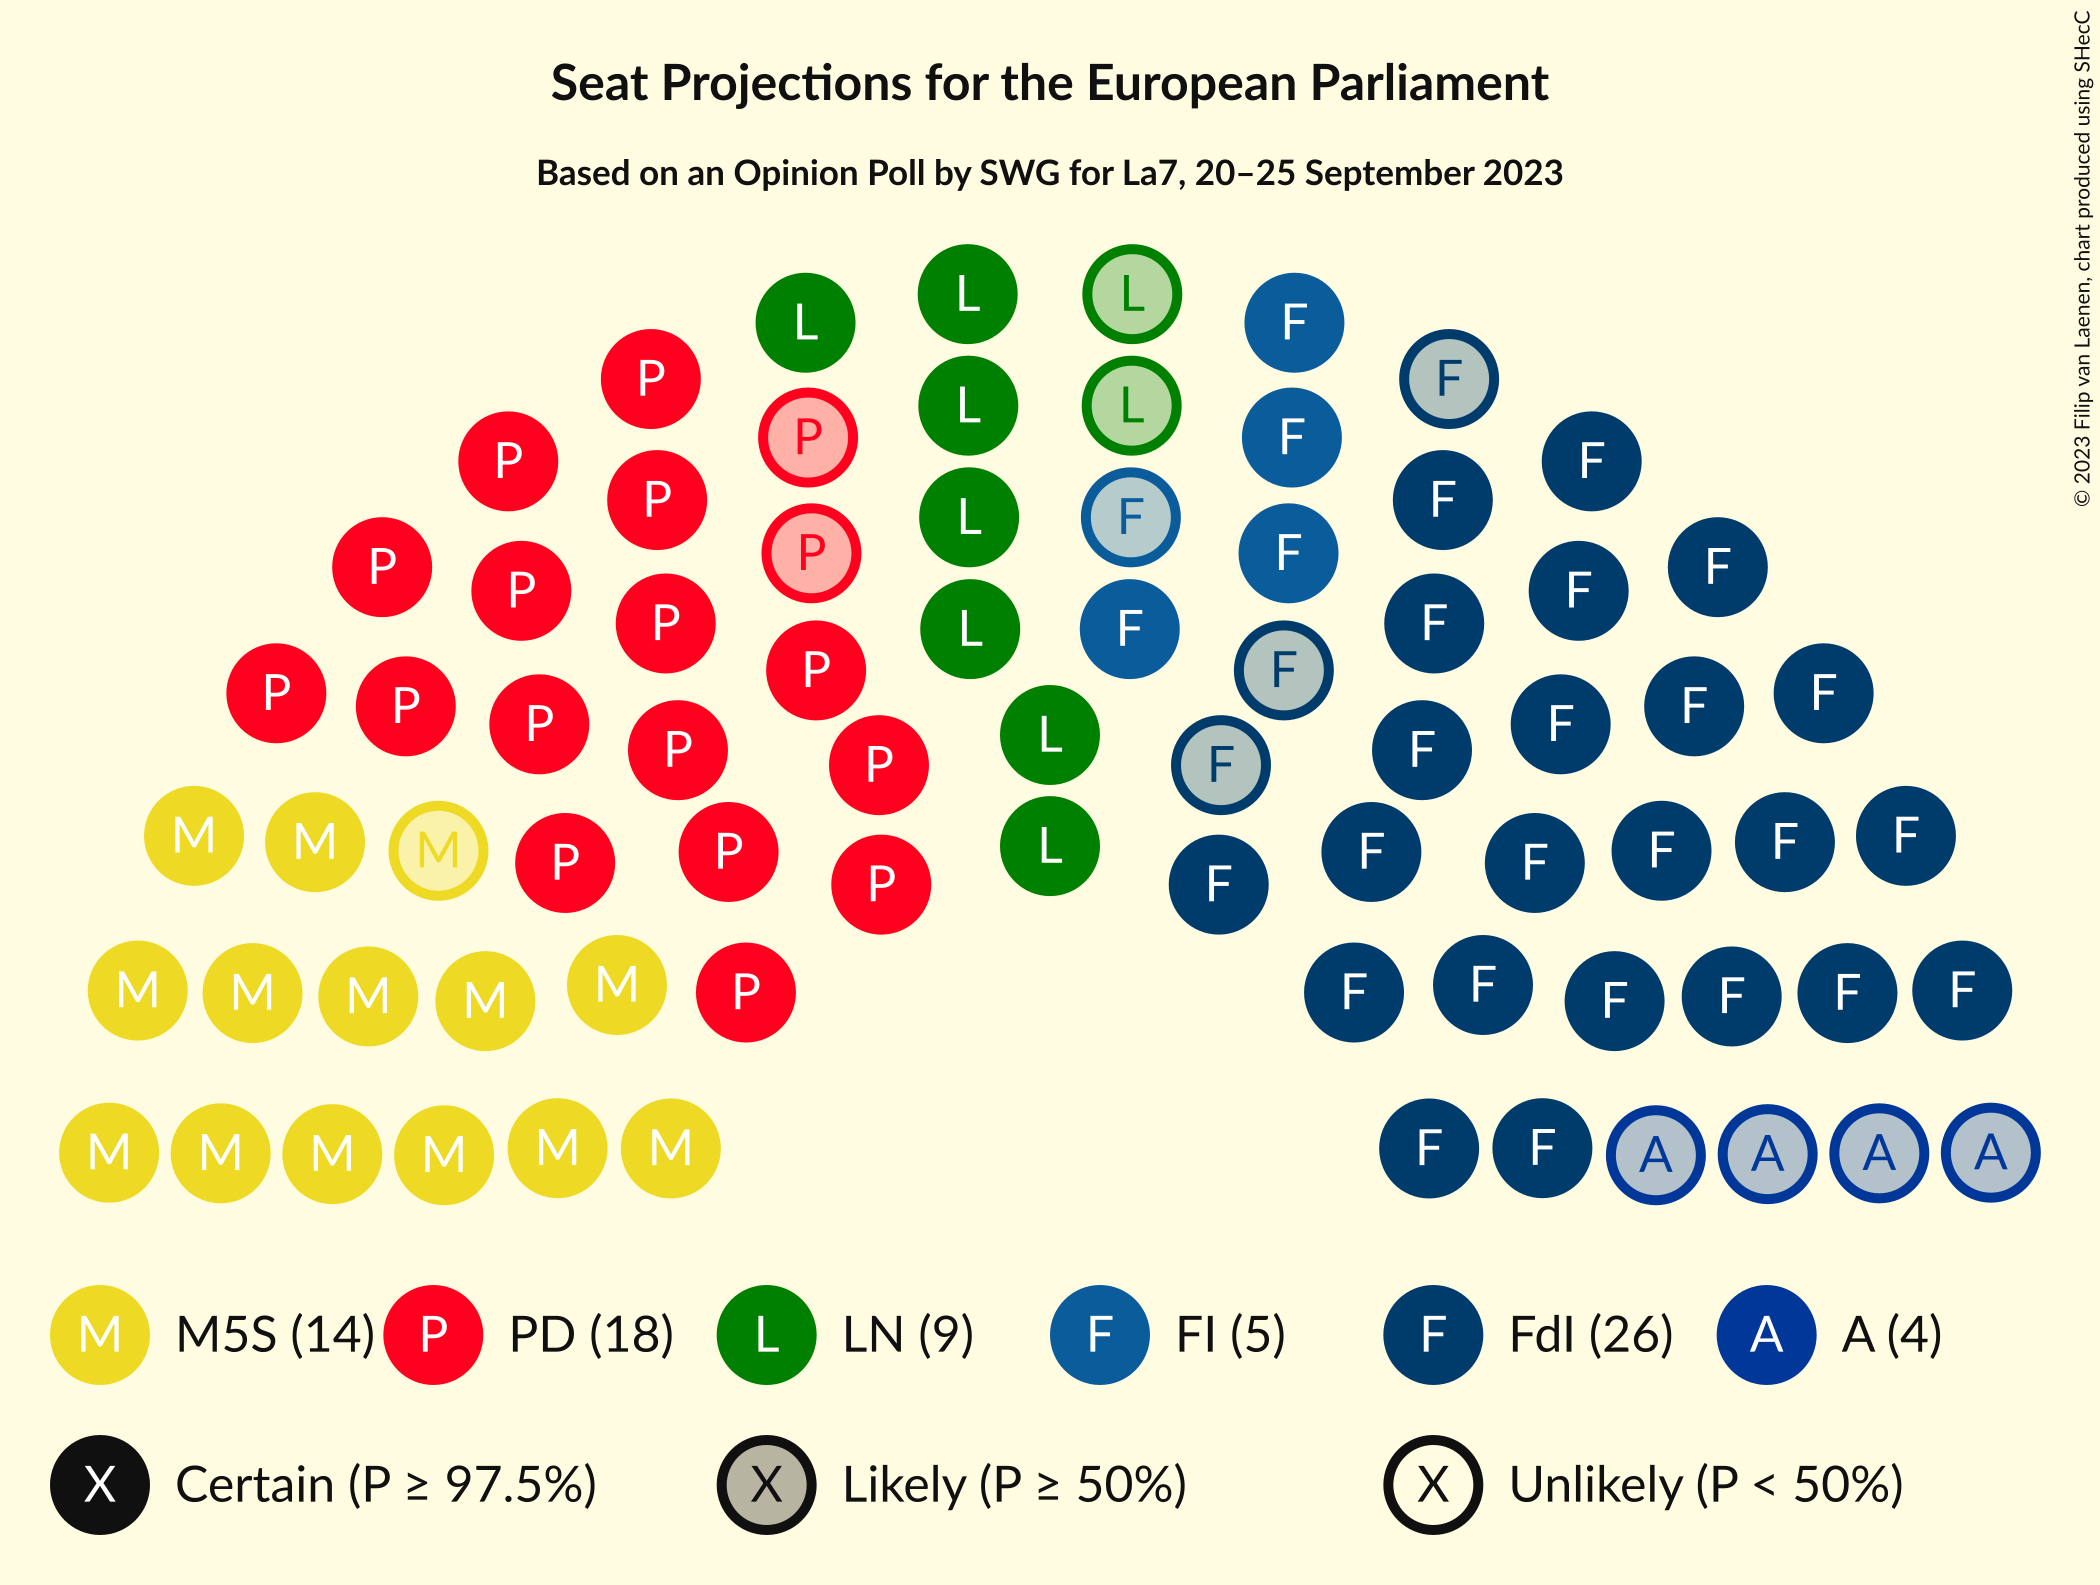 Seat Projections for the European Parliament
Based on an Opinion Poll by SWG for La7, 20–25 September 2023
© 2023 Filip van Laenen, chart produced using SHecC
L L
L L F
P F
P L L P F F
P F
P L F F
P F P F
P F
P P L F F F
P F
P F
P F
P P P P F F F F
P L F
M M M P P P L F F F F F F
M M M M M P F F F F F F
M M M M M M F F A A A A
M M5S (14) P PD (18) L LN (9) F FI (5) F FdI (26) A A (4)
X Certain (P ≥ 97.5%) X Likely (P ≥ 50%) X Unlikely (P < 50%)